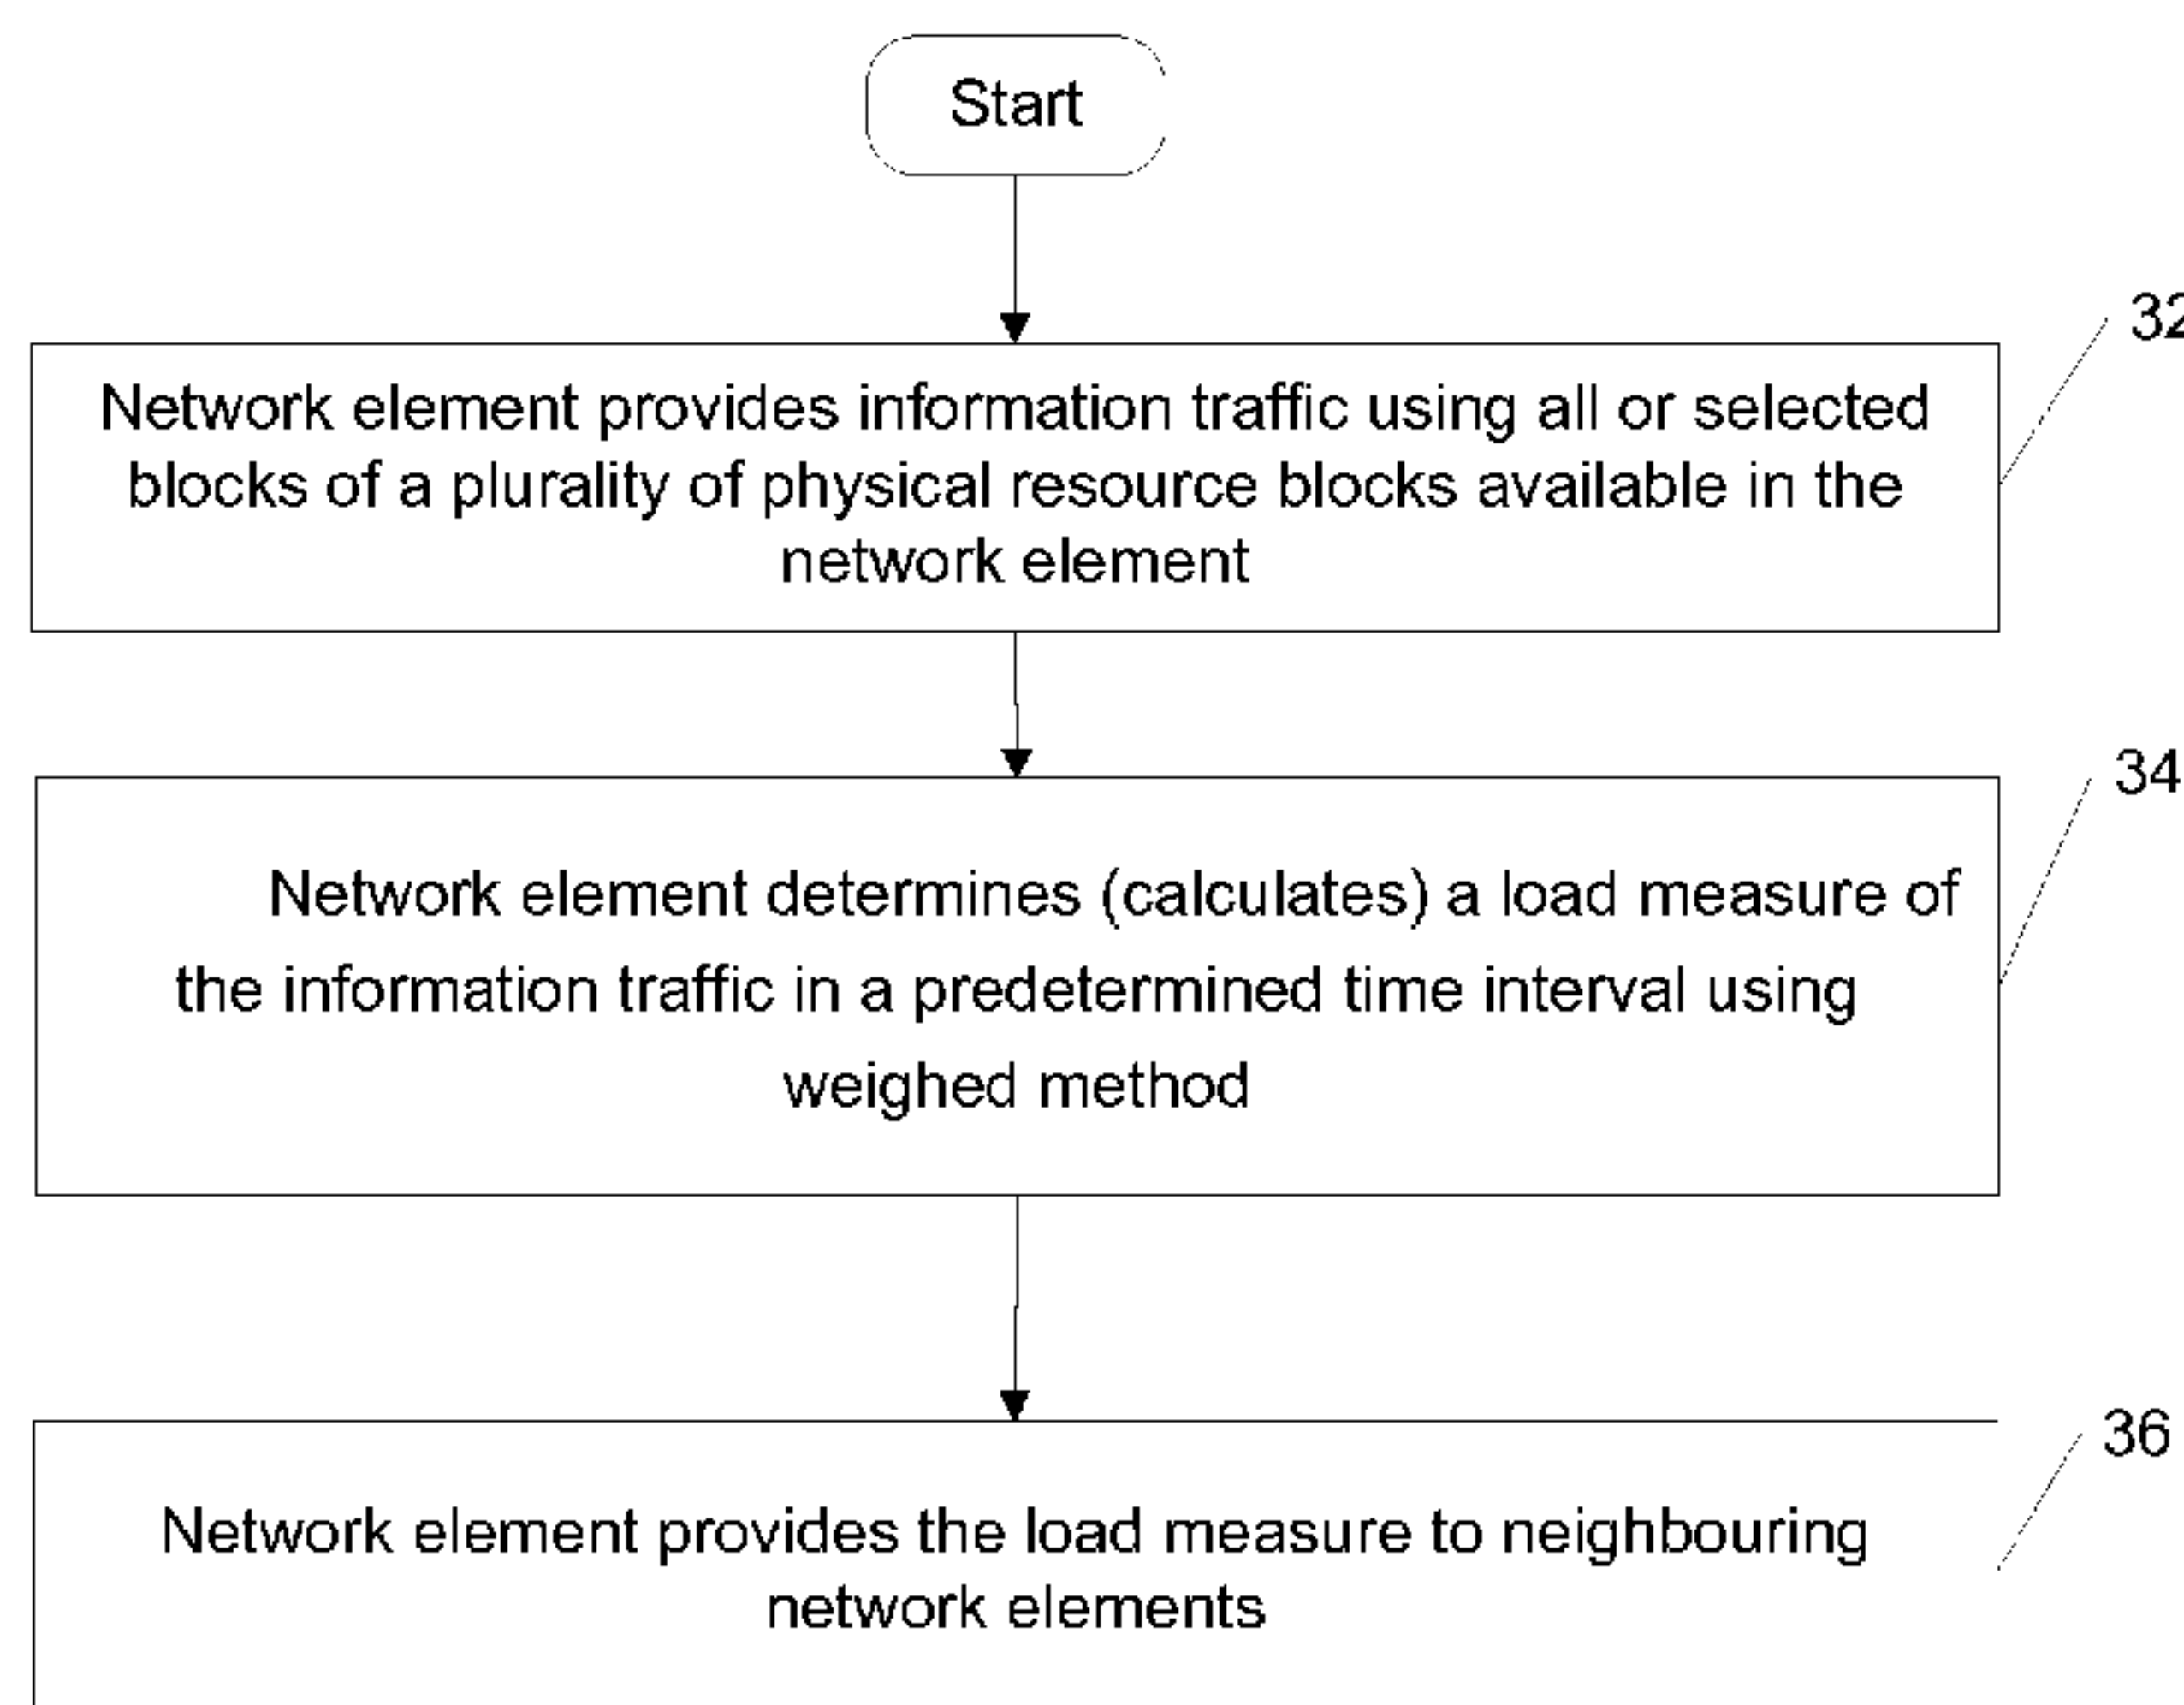 Start
32
Network element provides information traffic using all or selected
blocks of a plurality of physical resource blocks available in the
network element
34
Network element determines (calculates) a load measure of
the information traffic in a predetermined time interval using
weighed method
36
Network element provides the load measure to neighbouring
network elements